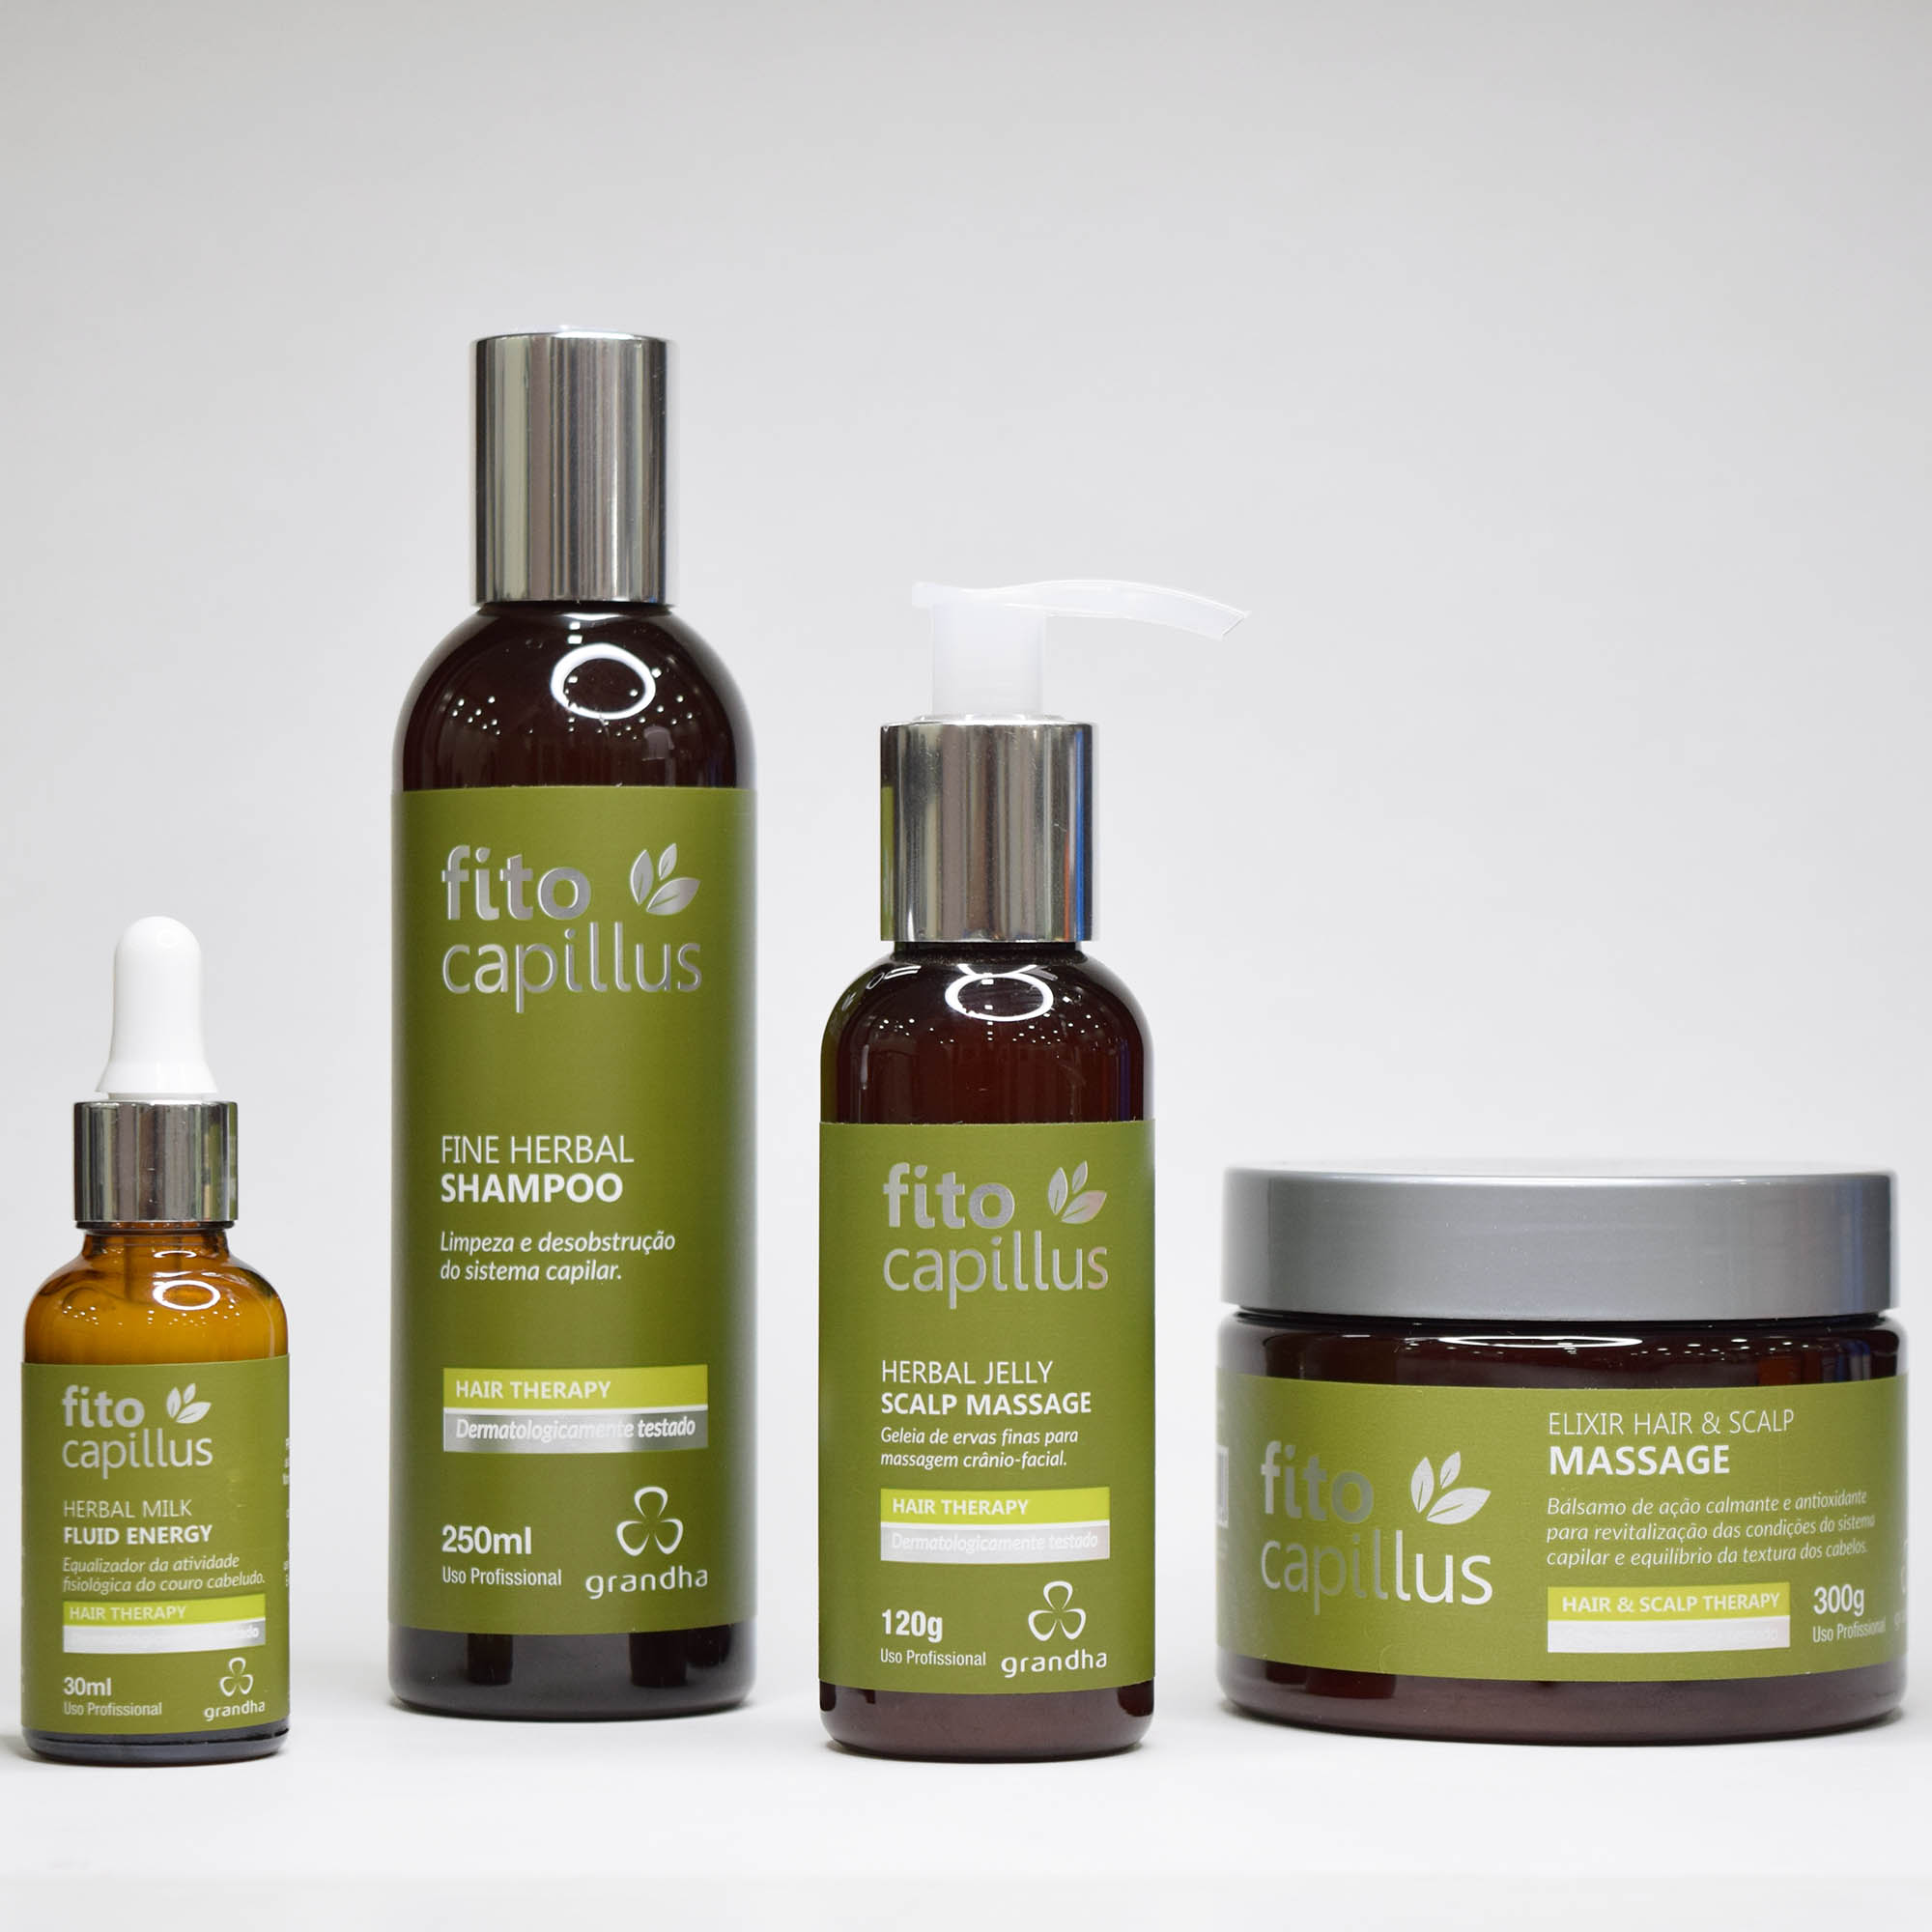 fito
capillus
HERBAL MILK
FLUID ENERGY
Equalizador da atividade
fisiológica do couro cabeludo.
HAIR THERAPY
30ml
Uso Profissional
grandha
fito
capillus
FINE HERBAL
SHAMPOO
Limpeza e desobstrução
do sistema capilar.
HAIR THERAPY
Dermatologicamente testado
250ml
Uso Profissional
grandha
fito
capillus
HERBAL JELLY
SCALP MASSAGE
Geleia de ervas finas para
massagem crânio-facial.
HAIR THERAPY
Dermatologicamente testado
120g
Uso Profissional
grandha
fito
capillus
ELIXIR HAIR & SCALP
MASSAGE
Bálsamo de ação calmante e antioxidante
para revitalização das condições do sistema
capilar e equilíbrio da textura dos cabelos.
HAIR & SCALP THERAPY
300g
Uso Profissional